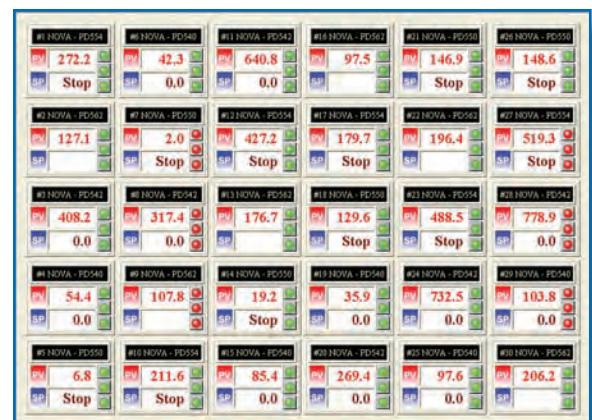 #1 NOVA - PD554 #6 NOVA - PD540 #11 NOVA - PD542 #16 NOVA - PD562 #21 NOVA - PD550 #26 NOVA - PD550
PV 272.2 PV 42.3 PV 640.8 PV 97.5 PV 146.9 PV 148.6
SP Stop SP 0.0 SP 0.0 SP SP Stop SP Stop
#2 NOVA - PD562 #7 NOVA - PD550 #12 NOVA - PD554 #17 NOVA - PD554 #22 NOVA - PD562 #27 NOVA - PD554
PV 127.1 PV 2.0 PV 427.2 PV 179.7 PV 196.4 PV 519.3
SP SP Stop SP Stop SP Stop SP SP Stop
#3 NOVA - PD542 #8 NOVA - PD542 #13 NOVA - PD562 #18 NOVA - PD550 #23 NOVA - PD554 #28 NOVA - PD542
PV 408.2 PV 317.4 PV 176.7 PV 129.6 PV 488.5 PV 778.9
SP 0.0 SP 0.0 SP SP Stop SP Stop SP 0.0
#4 NOVA - PD540 #9 NOVA - PD562 #14 NOVA - PD550 #19 NOVA - PD540 #24 NOVA - PD542 #29 NOVA - PD540
PV 54.4 PV 107.8 PV 19.2 PV 35.9 PV 732.5 PV 103.8
SP 0.0 SP SP Stop SP 0.0 SP 0.0 SP 0.0
#5 NOVA - PD550 #10 NOVA - PD554 #15 NOVA - PD540 #20 NOVA - PD542 #25 NOVA - PD540 #30 NOVA - PD562
PV 6.8 PV 211.6 PV 85.4 PV 269.4 PV 97.6 PV 206.2
SP Stop SP Stop SP 0.0 SP 0.0 SP 0.0 SP